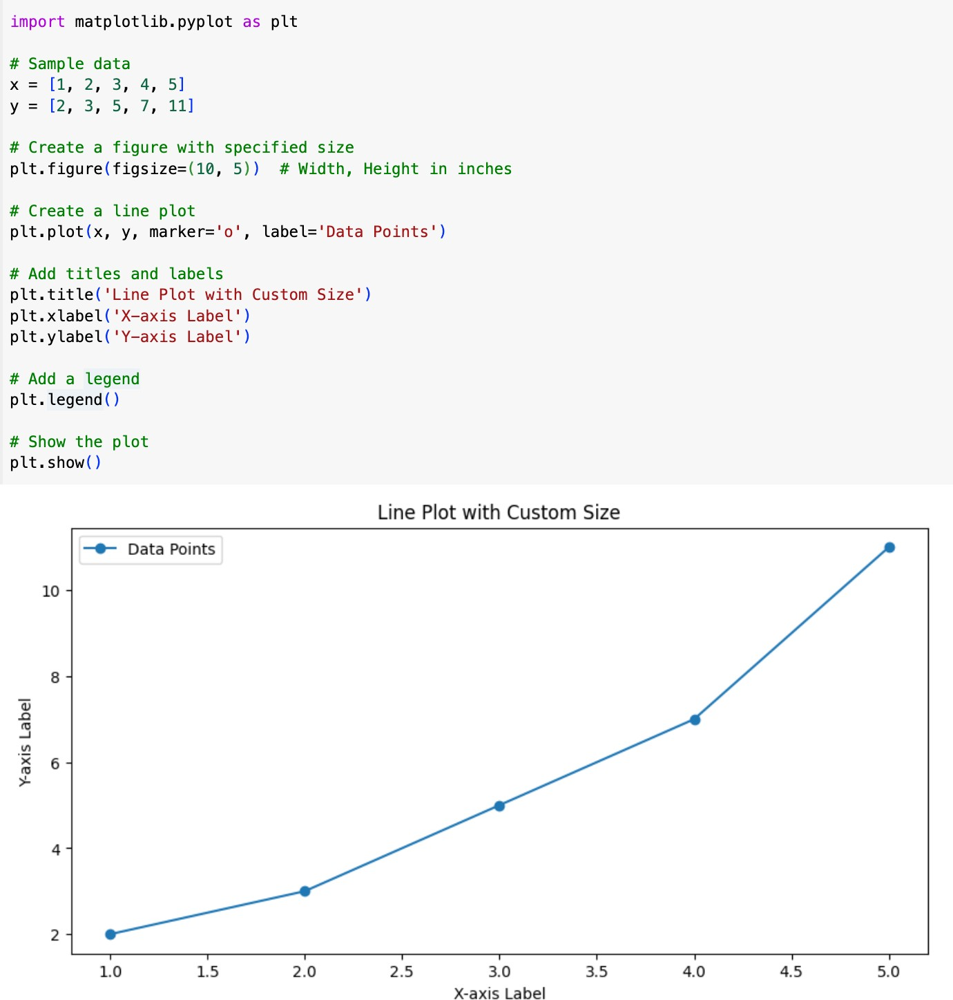 import matplotlib.pyplot as plt
# Sample data
x = [1, 2, 3, 4, 5]
y = [2, 3, 5, 7, 11]
# Create a figure with specified size
plt.figure(figsize=(10, 5))  # Width, Height in inches
# Create a line plot
plt.plot(x, y, marker='o', label='Data Points')
# Add titles and labels
plt.title('Line Plot with Custom Size')
plt.xlabel('X-axis Label')
plt.ylabel('Y-axis Label')
# Add a legend
plt.legend()
# Show the plot
plt.show()
Line Plot with Custom Size
Data Points
10
8
6
4
2
Y-axis Label
1.0 1.5 2.0 2.5 3.0 3.5 4.0 4.5 5.0
X-axis Label